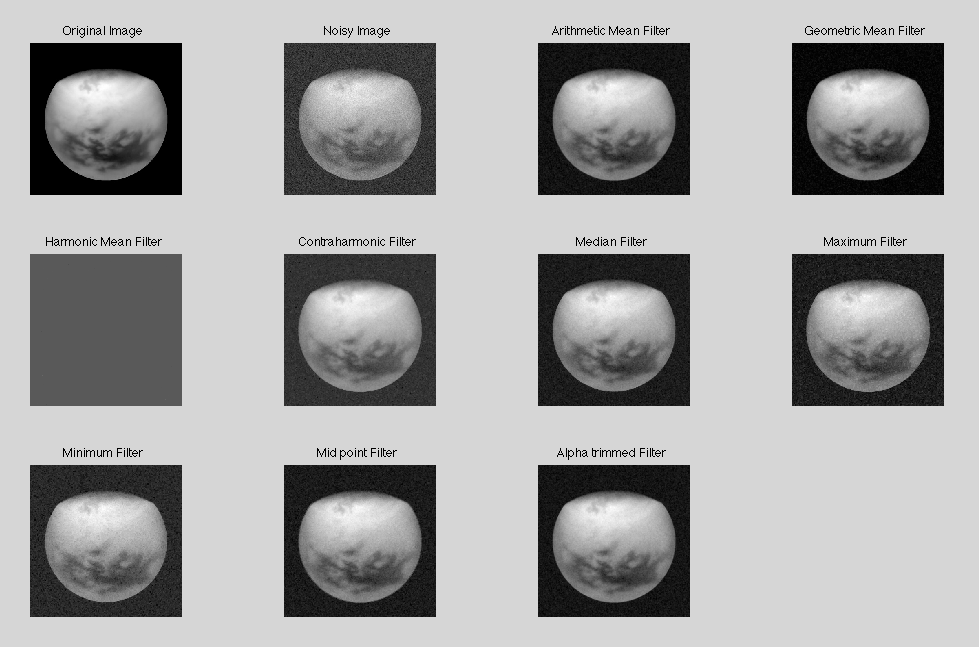 Original Image
Noisy Image
Arithmetic Mean Filter
Geometric Mean Filter
Harmonic Mean Filter
Contraharmonic Filter
Median Filter
Maximum Filter
Minimum Filter
Mid point Filter
Alpha trimmed Filter